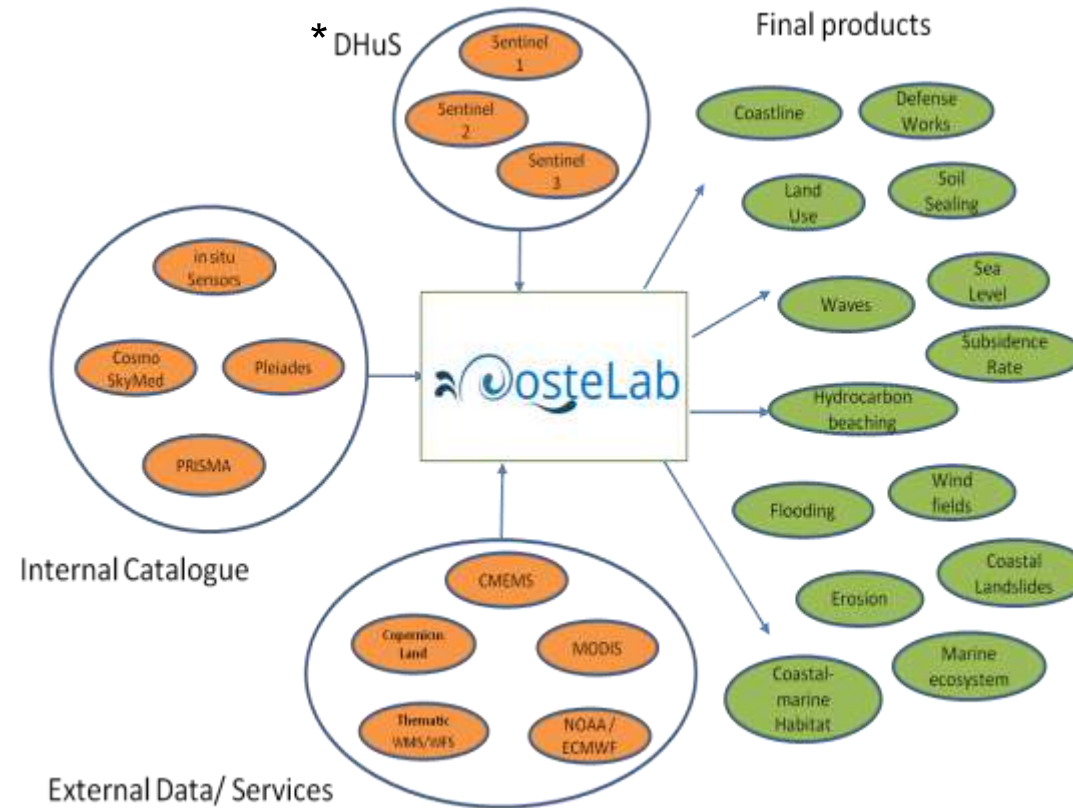 * DHuS
Sentinel
1
Sentinel
2
Sentinel
3
Final products
Coastline
Defense
Works
Land
Use
Soil
Sealing
Waves
Sea
Level
Subsidence
Rate
Hydrocarbon
beaching
Flooding
Wind
fields
Coastal
Landslides
Erosion
Marine
ecosystem
Coastal-
marine
Habitat
in situ
Sensors
Cosmo
SkyMed
Pleiades
PRISMA
Internal Catalogue
CosteLab
CMEMS
Copernicus.
Land
MODIS
Thematic
WMS/WFS
NOAA /
ECMWF
External Data/ Services